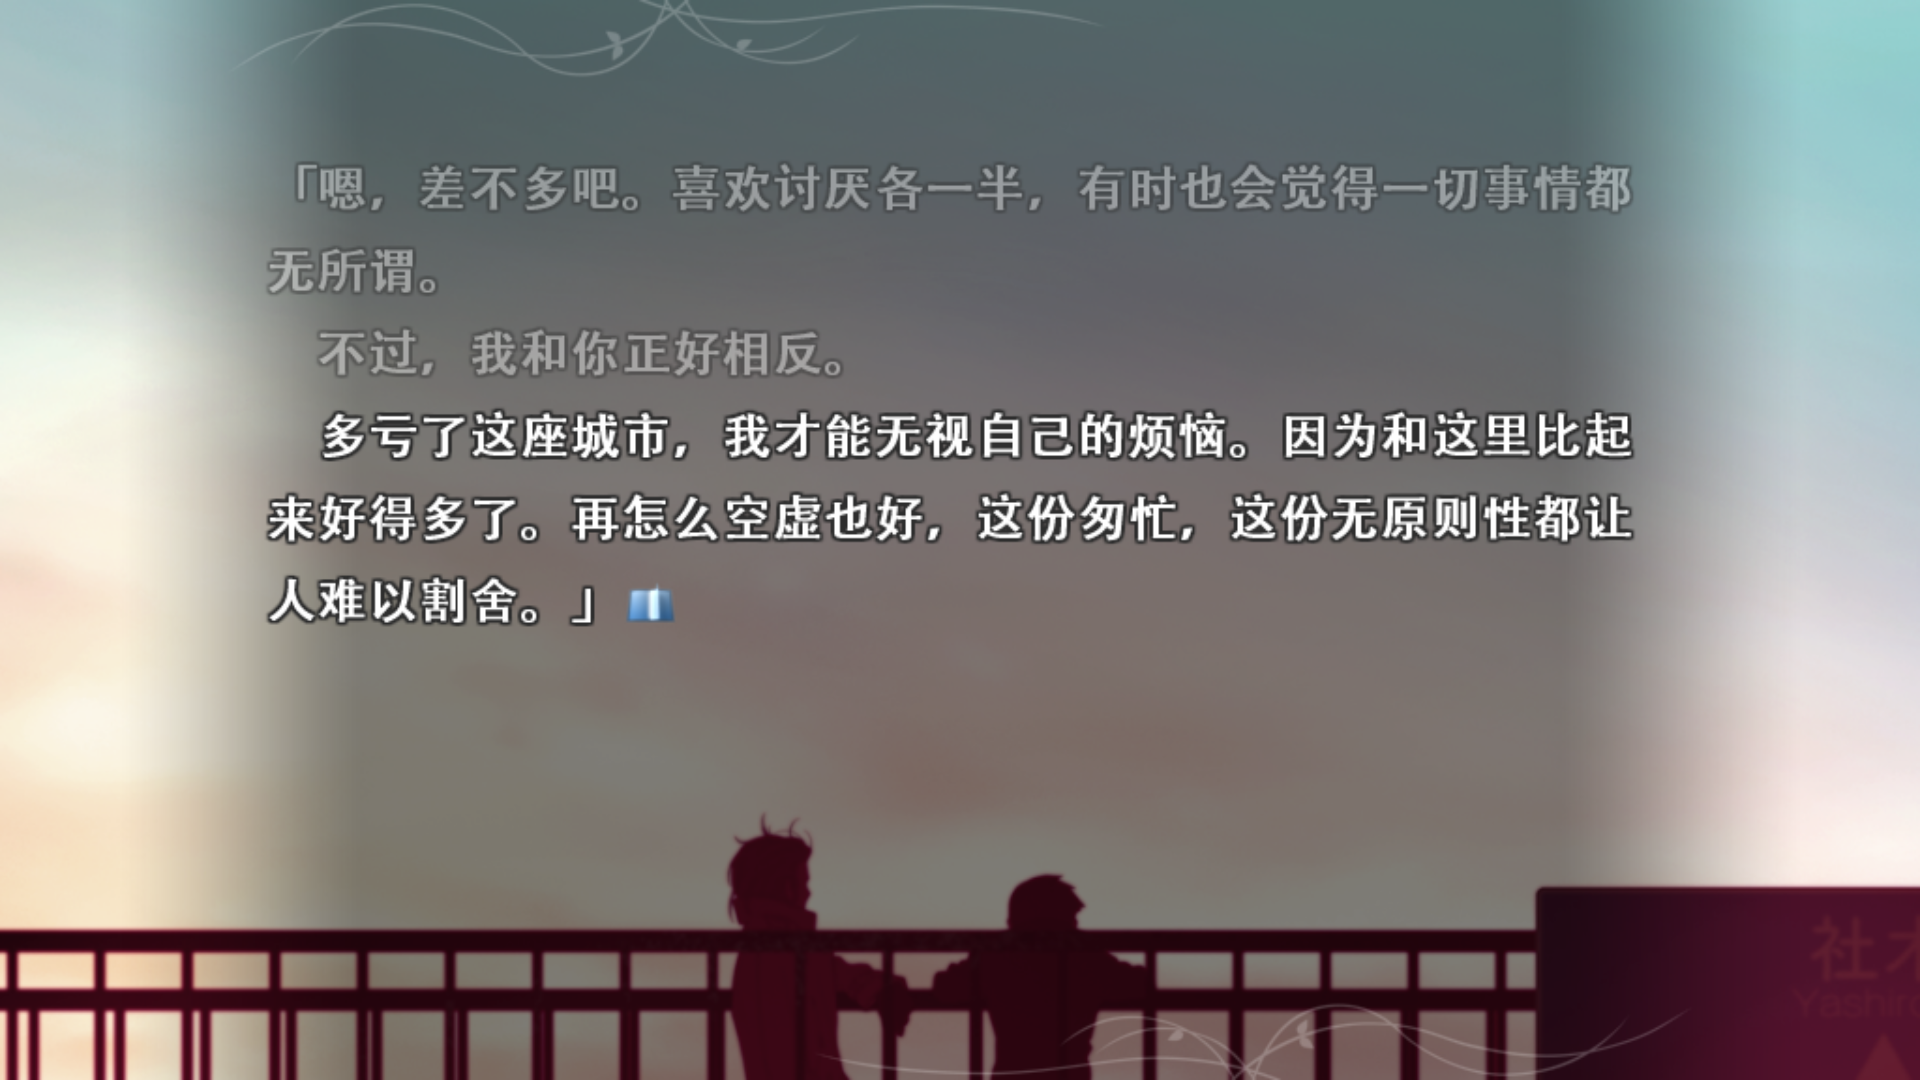 「嗯，差不多吧。喜欢讨厌各一半，有时也会觉得一切事情都
无所谓。
不过，我和你正好相反。
多亏了这座城市，我才能无视自己的烦恼。因为和这里比起
来好得多了。再怎么空虚也好，这份匆忙，这份无原则性都让
人难以割舍。」
社木
Yashiro